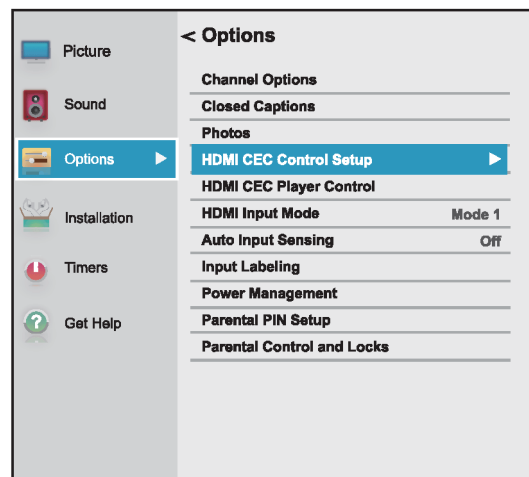 Picture
Sound
Options
Installation
Timers
Get Help
< Options
Channel Options
Closed Captions
Photos
HDMI CEC Control Setup
HDMI CEC Player Control
HDMI Input Mode Mode 1
Auto Input Sensing Off
Input Labeling
Power Management
Parental PIN Setup
Parental Control and Locks